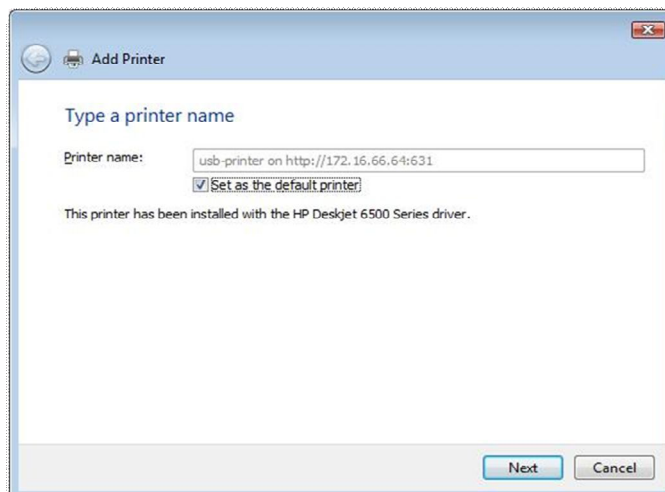 Add Printer
Type a printer name
Printer name:
usb-printer on http://172.16.66.64:631
Set as the default printer
This printer has been installed with the HP Deskjet 6500 Series driver.
Next
Cancel